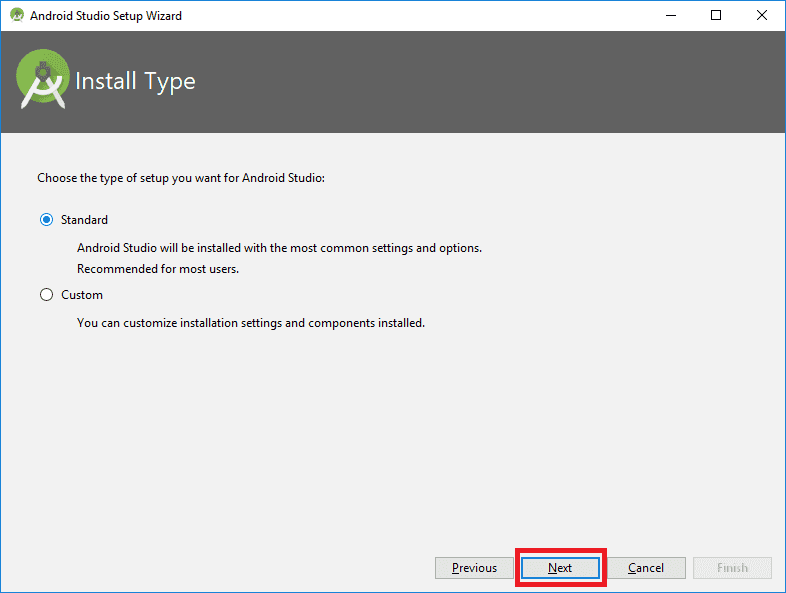 Android Studio Setup Wizard
Install Type
Choose the type of setup you want for Android Studio:
Standard
Android Studio will be installed with the most common settings and options.
Recommended for most users.
Custom
You can customize installation settings and components installed.
Previous Next Cancel Finish